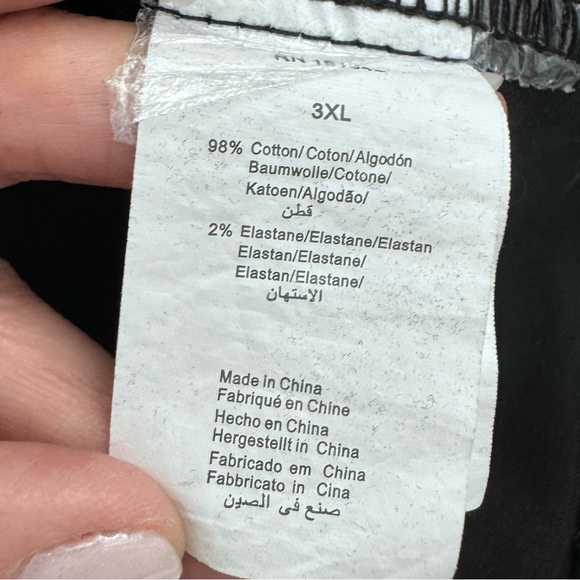 3XL
98% Cotton/Coton/Algodón
Baumwolle/Cotone/
Katoen/Algodão/
قطن
2% Elastane/Elastane/Elastan
Elastan/Elastane/
Elastan/Elastane/
الاستهان
Made in China
Fabriqué en Chine
Hecho en China
Hergestellt in China
Fabricado em China
Fabbricato in Cina
صنع في الصين